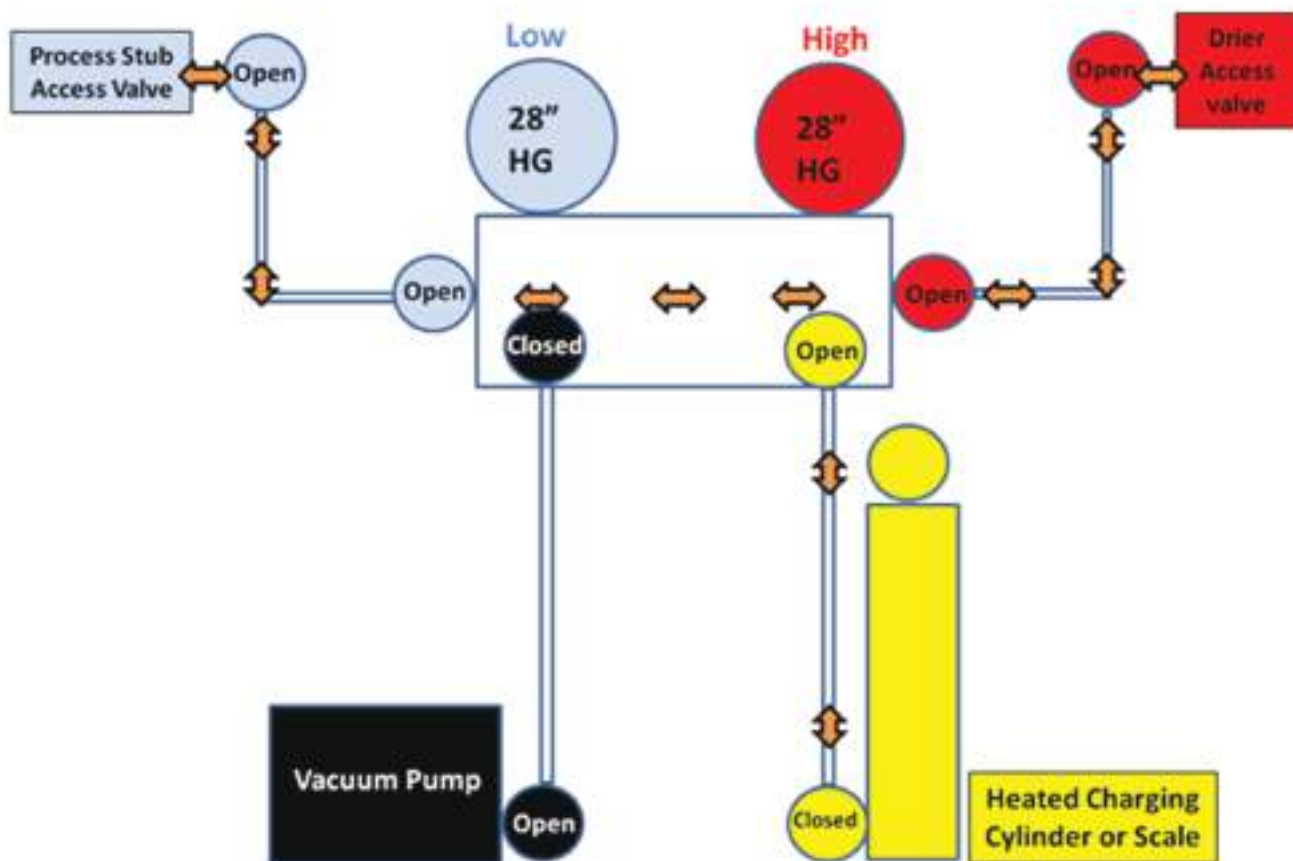 Low
High
Process Stub
Access Valve
Open
Open
Drier
Access
valve
28”
HG
28”
HG
Open
Open
Closed
Open
Vacuum Pump
Open
Closed
Heated Charging
Cylinder or Scale